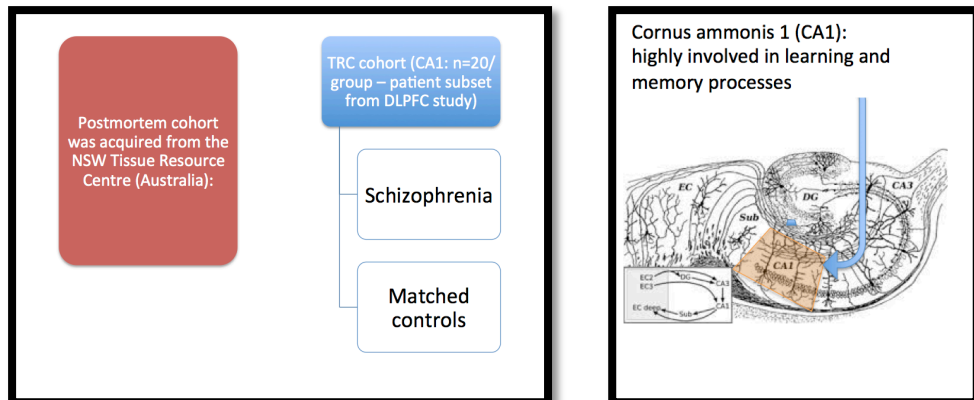 Postmortem cohort
was acquired from the
NSW Tissue Resource
Centre (Australia):
TRC cohort (CA1: n=20/
group – patient subset
from DLPFC study)
Schizophrenia
Matched
controls
Cornus ammonis 1 (CA1):
highly involved in learning and
memory processes
EC
DG
CA3
Sub
CA1
EC2
DG
EC3
CA3
CA1
EC deep
Sub